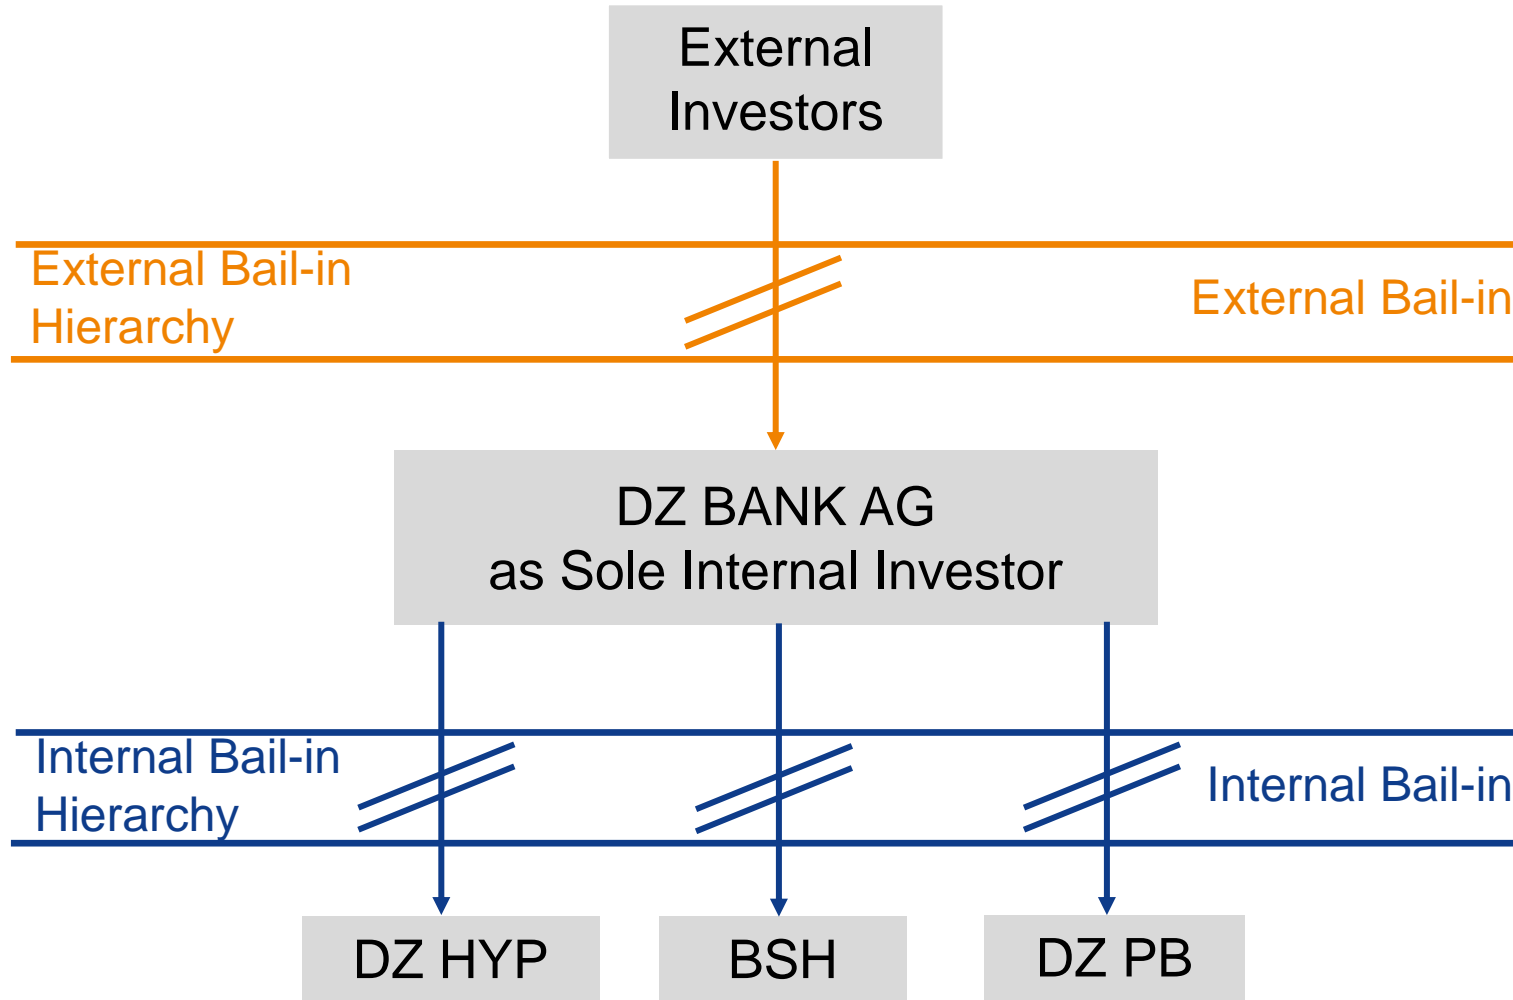 External
Investors
External Bail-in
Hierarchy
External Bail-in
DZ BANK AG
as Sole Internal Investor
Internal Bail-in
Hierarchy
Internal Bail-in
DZ HYP
BSH
DZ PB